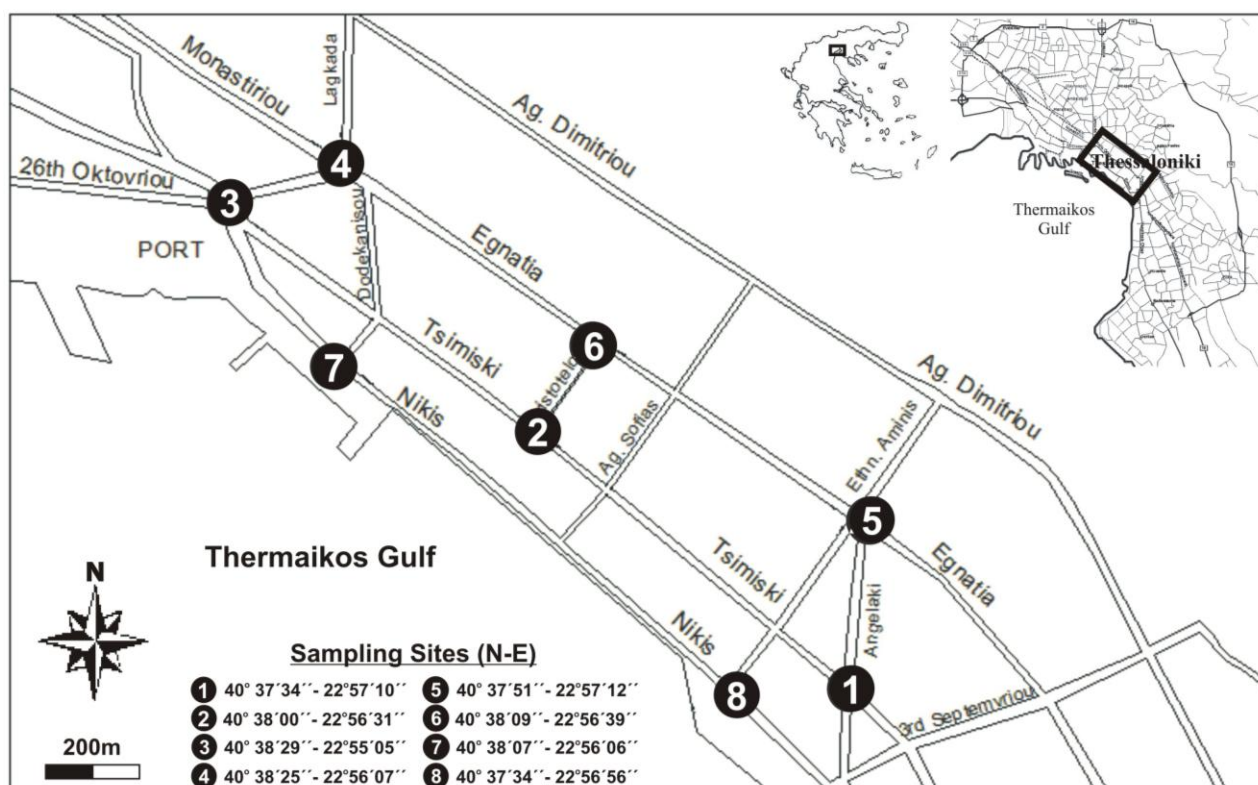 Monastiriou
Lagkada
Ag. Dimitriou
26th Oktovriou
4
3
PORT
Dodekanisou
Egnatia
Tsimiski
6
7
Nikis
2
Ag. Sofias
Ag. Dimitriou
Ethn. Aminis
5
Tsimiski
Egnatia
Angelaki
Nikis
8
1
3rd Septemvriou
Thessaloniki
Thermaikos
Gulf
Thermaikos Gulf
N
200m
Sampling Sites (N-E)
1 40° 37´34´´- 22°57´10´´
2 40° 38´00´´- 22°56´31´´
3 40° 38´29´´- 22°55´05´´
4 40° 38´25´´- 22°56´07´´
5 40° 37´51´´- 22°57´12´´
6 40° 38´09´´- 22°56´39´´
7 40° 38´07´´- 22°56´06´´
8 40° 37´34´´- 22°56´56´´